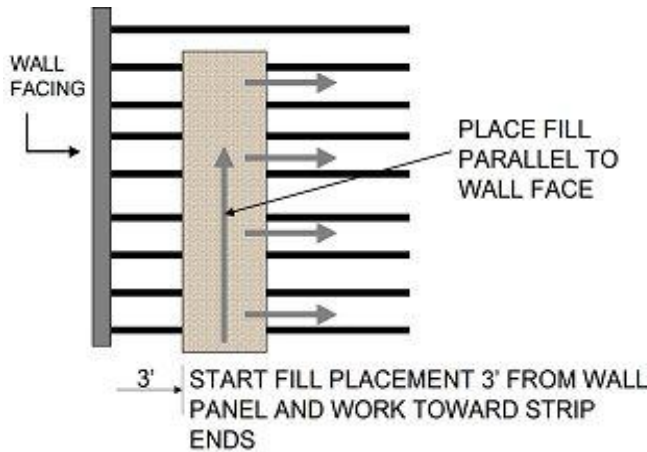 WALL
FACING
PLACE FILL
PARALLEL TO
WALL FACE
3'
START FILL PLACEMENT 3' FROM WALL
PANEL AND WORK TOWARD STRIP
ENDS